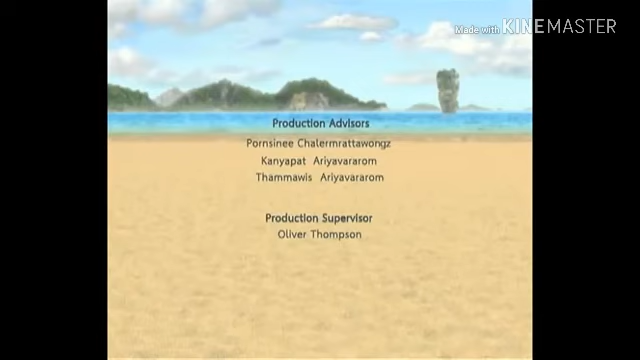 Made with KINEMASTER
Production Advisors
Pornsinee Chalermrattawongz
Kanyapat Ariyavararom
Thammawis Ariyavararom
Production Supervisor
Oliver Thompson